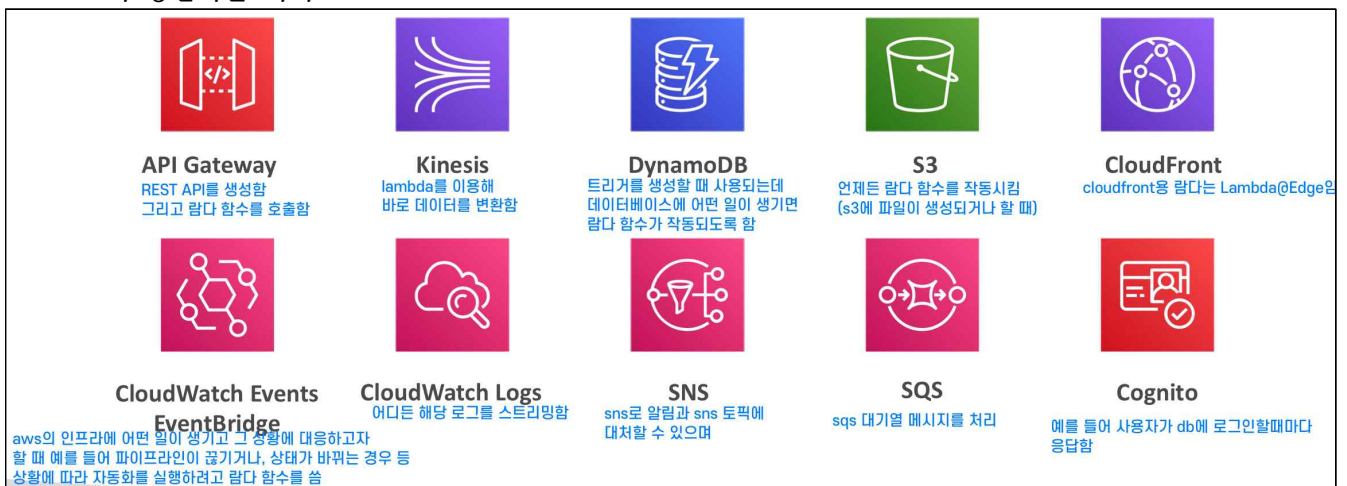 API Gateway
REST API를 생성함
그리고 람다 함수를 호출함
Kinesis
lambda를 이용해
바로 데이터를 변환함
DynamoDB
트리거를 생성할 때 사용되는데
데이터베이스에 어떤 일이 생기면
람다 함수가 작동되도록 함
S3
언제든 람다 함수를 작동시킴
(s3에 파일이 생성되거나 할 때)
CloudFront
cloudfront용 람다는 Lambda@Edge임
CloudWatch Events
EventBridge
aws의 인프라에 어떤 일이 생기고 그 상황에 대응하고자
할 때 예를 들어 파이프라인이 끊기거나, 상태가 바뀌는 경우 등
상황에 따라 자동화를 실행하려고 람다 함수를 씀
CloudWatch Logs
어디든 해당 로그를 스트리밍함
SNS
sns로 알림과 sns 토픽에
대처할 수 있으며
SQS
sqs 대기열 메시지를 처리
Cognito
예를 들어 사용자가 db에 로그인할때마다
응답함